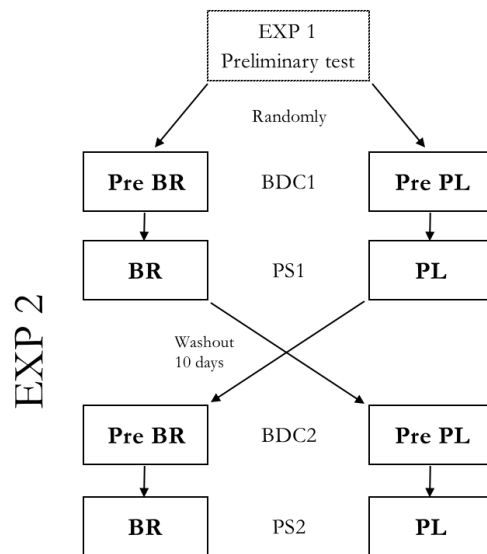 EXP 1
Preliminary test
Randomly
Pre BR
BDC1
Pre PL
BR
PS1
PL
EXP 2
Washout
10 days
Pre BR
BDC2
Pre PL
BR
PS2
PL